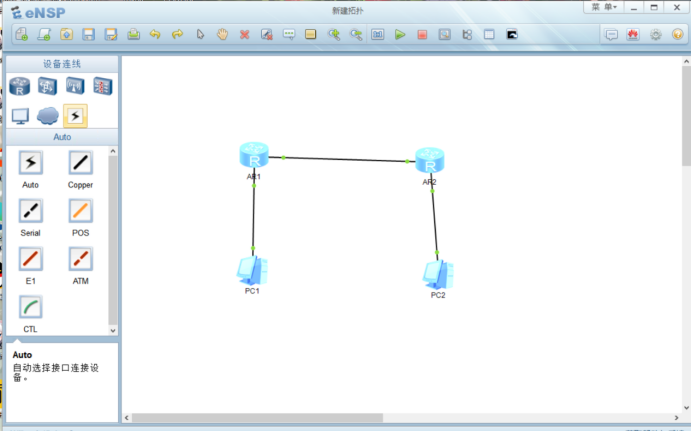 eNSP
新建拓扑
菜 单
设备连线
R
Auto
Auto
Copper
Serial
POS
E1
ATM
CTL
Auto
自动选择接口连接设
备。
R
AR1
R
AR2
PC1
PC2